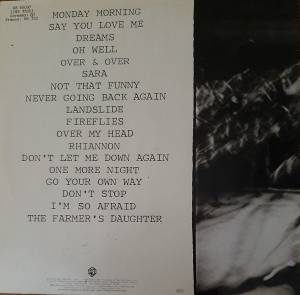 MONDAY MORNING
SAY YOU LOVE ME
DREAMS
OH WELL
OVER & OVER
SARA
NOT THAT FUNNY
NEVER GOING BACK AGAIN
LANDSLIDE
FIREFLIES
OVER MY HEAD
RHIANNON
DON'T LET ME DOWN AGAIN
ONE MORE NIGHT
GO YOUR OWN WAY
DON'T STOP
I'M SO AFRAID
THE FARMER'S DAUGHTER